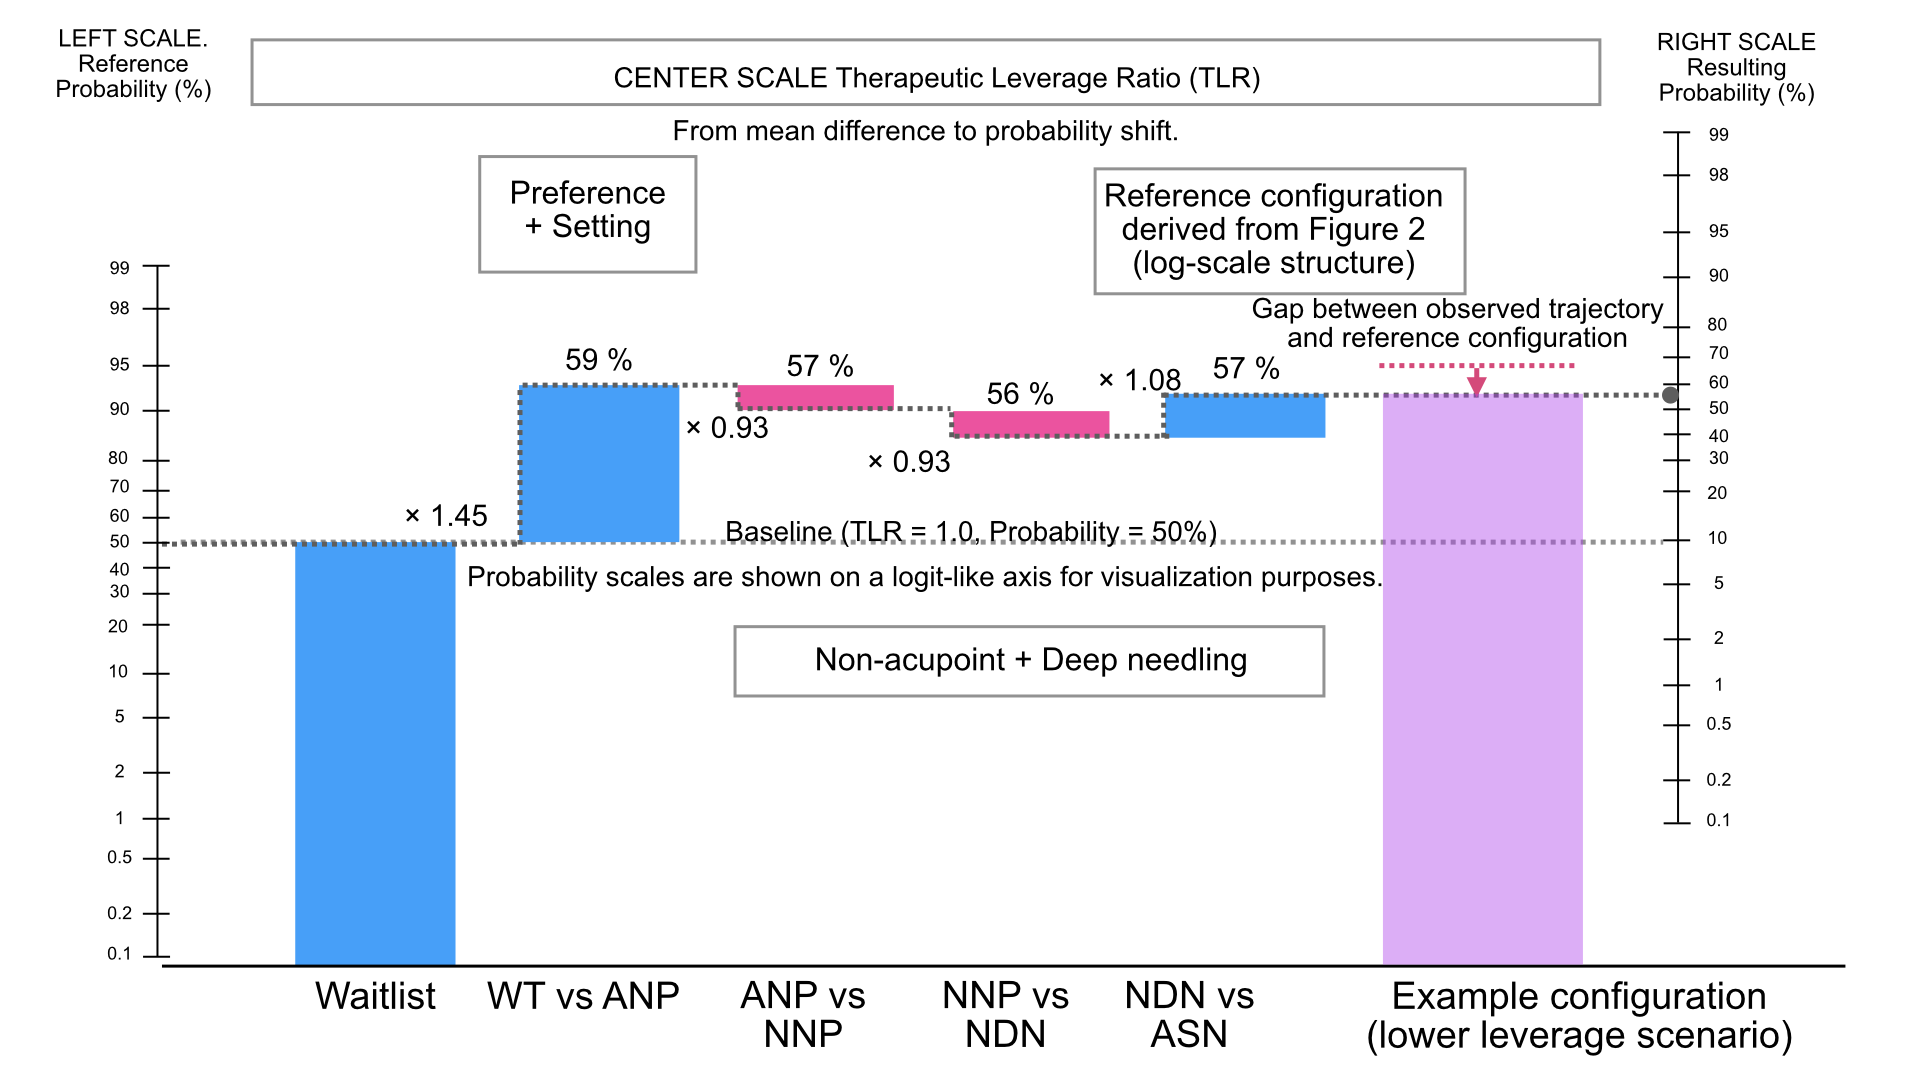 LEFT SCALE.
Reference
Probability (%)
CENTER SCALE Therapeutic Leverage Ratio (TLR)
RIGHT SCALE
Resulting
Probability (%)
From mean difference to probability shift.
Preference
+ Setting
Reference configuration
derived from Figure 2
(log-scale structure)
Gap between observed trajectory
and reference configuration
99
98
95
90
80
70
60
50
40
30
20
10
5
2
1
0.5
0.2
0.1
× 1.45
59 %
× 0.93
57 %
× 0.93
56 %
× 1.08
57 %
Baseline (TLR = 1.0, Probability = 50%)
Probability scales are shown on a logit-like axis for visualization purposes.
Non-acupoint + Deep needling
99
98
95
90
80
70
60
50
40
30
20
10
5
2
1
0.5
0.2
0.1
Waitlist
WT vs ANP
ANP vs
NNP
NNP vs
NDN
NDN vs
ASN
Example configuration
(lower leverage scenario)